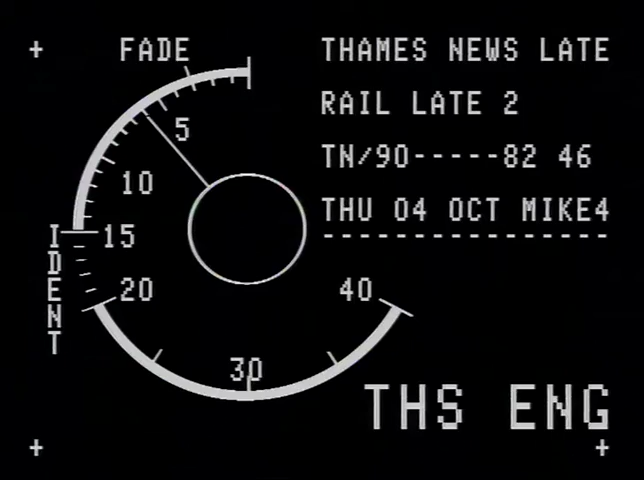 FADE
THAMES NEWS LATE
RAIL LATE 2
TN/90-----82 46
THU 04 OCT MIKE4
-----------------
5
10
15
20
30
40
IDENT
THS ENG